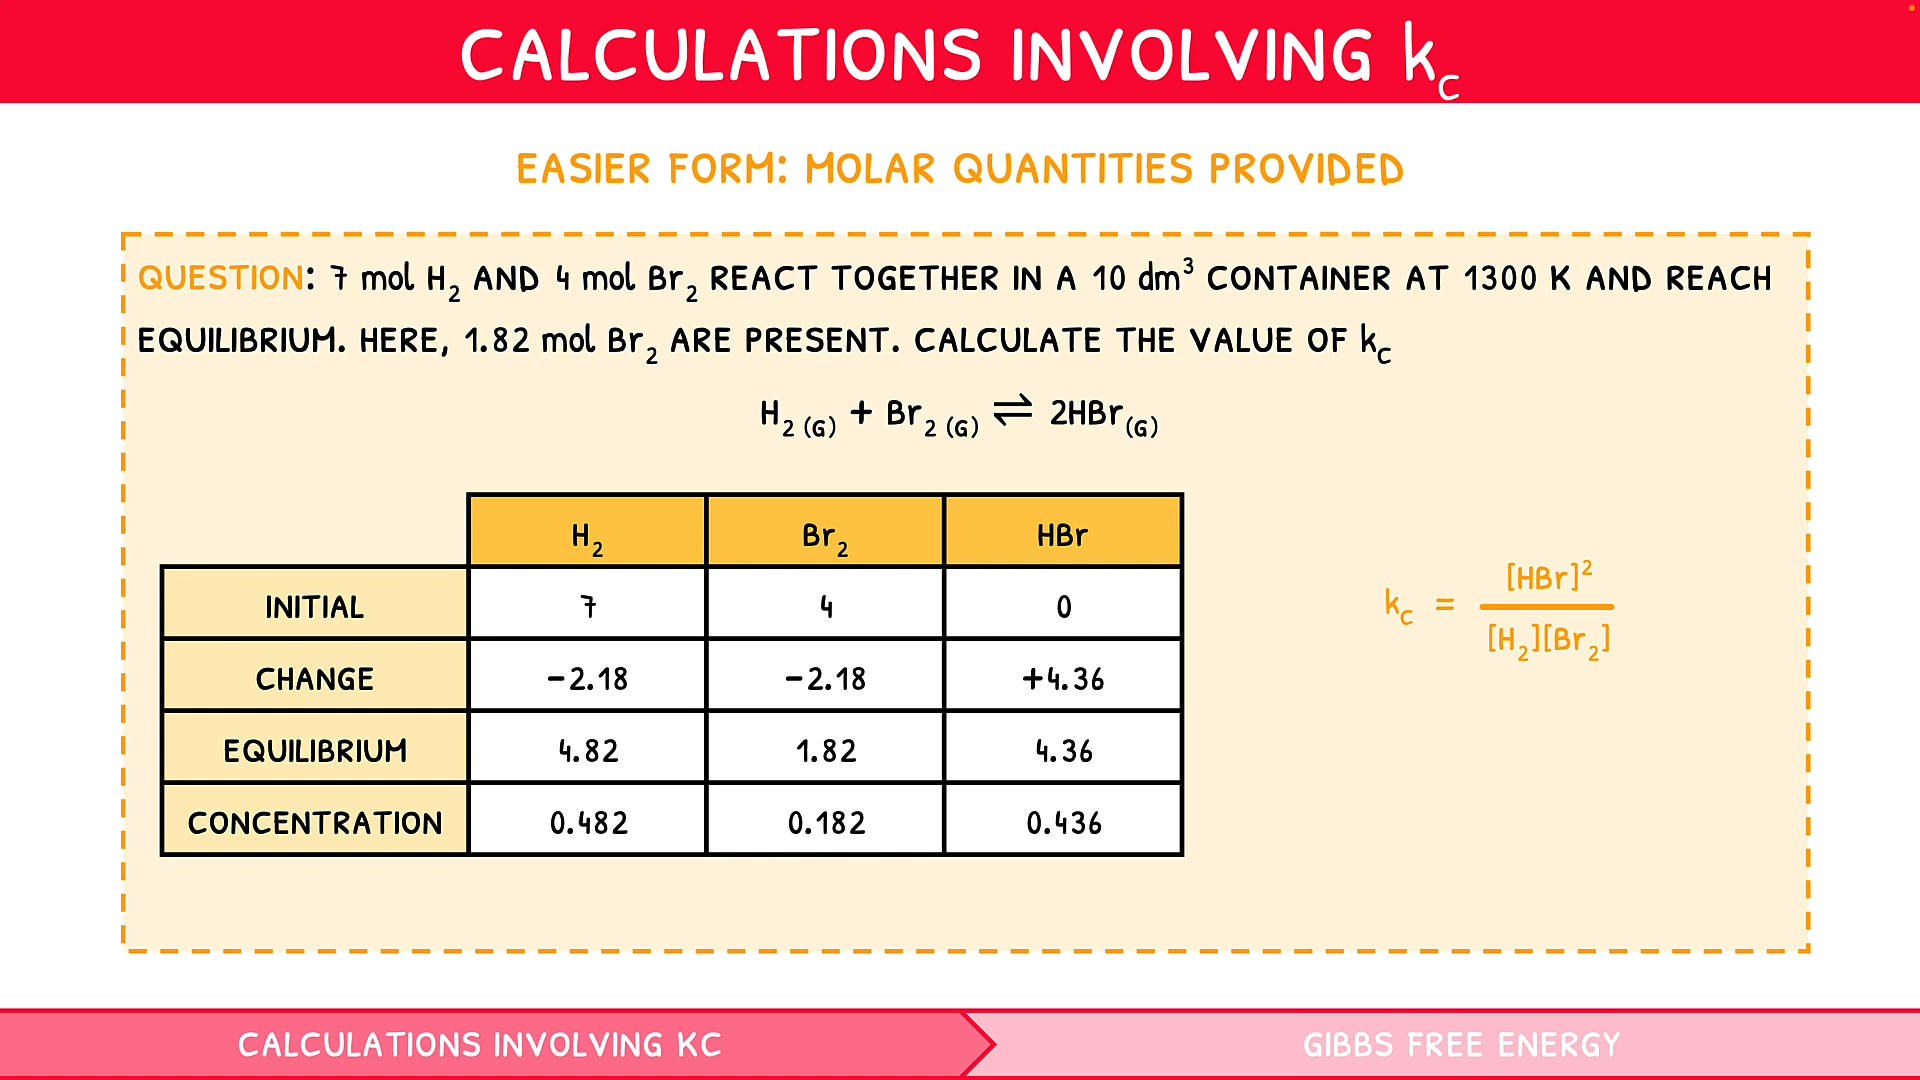 CALCULATIONS INVOLVING kc
EASIER FORM: MOLAR QUANTITIES PROVIDED
QUESTION: 7 mol H₂ AND 4 mol Br₂ REACT TOGETHER IN A 10 dm³ CONTAINER AT 1300 K AND REACH
EQUILIBRIUM. HERE, 1.82 mol Br₂ ARE PRESENT. CALCULATE THE VALUE OF kc
H₂ (G) + Br₂ (G) ⇌ 2HBr(G)
H₂ Br₂ HBr
INITIAL 7 4 0
CHANGE −2.18 −2.18 +4.36
EQUILIBRIUM 4.82 1.82 4.36
CONCENTRATION 0.482 0.182 0.436
kc = [HBr]² / [H₂][Br₂]
CALCULATIONS INVOLVING KC
GIBBS FREE ENERGY